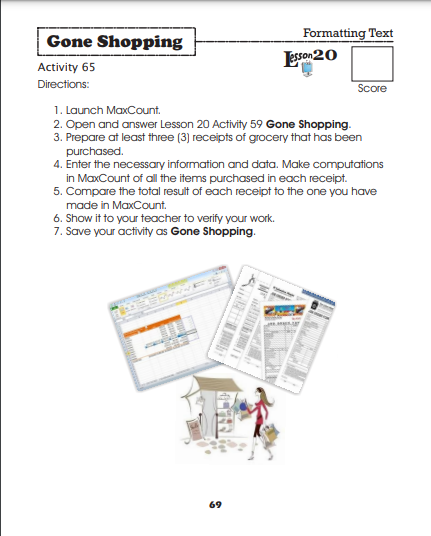 Formatting Text
Gone Shopping
Lesson 20
Activity 65
Directions:
Score
1. Launch MaxCount.
2. Open and answer Lesson 20 Activity 59 Gone Shopping.
3. Prepare at least three (3) receipts of grocery that has been
purchased.
4. Enter the necessary information and data. Make computations
in MaxCount of all the items purchased in each receipt.
5. Compare the total result of each receipt to the one you have
made in MaxCount.
6. Show it to your teacher to verify your work.
7. Save your activity as Gone Shopping.
69